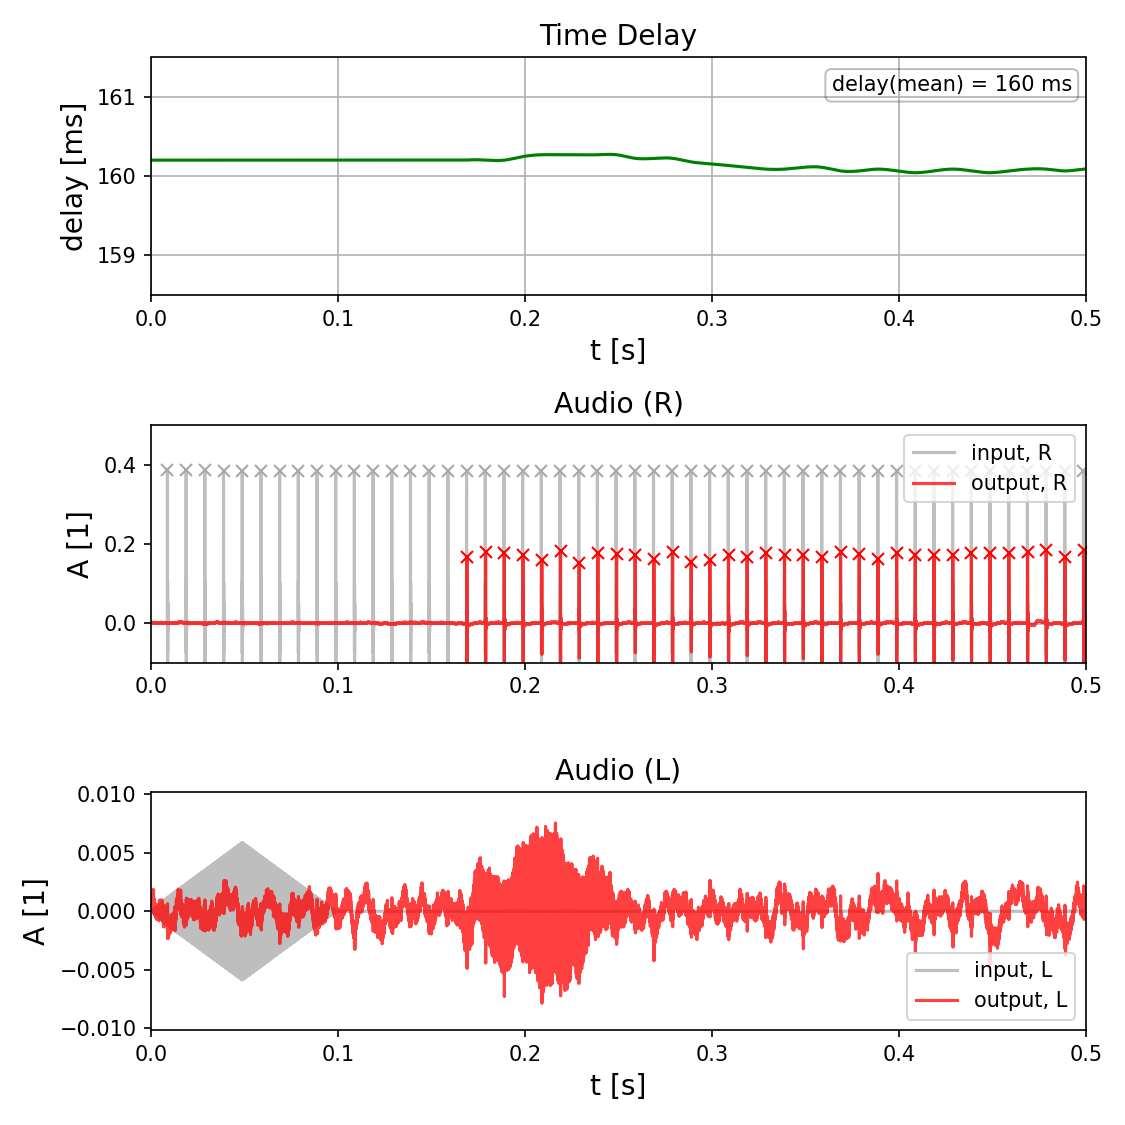 Time Delay
delay(mean) = 160 ms
161
160
159
delay [ms]
0.0 0.1 0.2 0.3 0.4 0.5
t [s]
Audio (R)
input, R
output, R
0.4
0.2
0.0
A [1]
0.0 0.1 0.2 0.3 0.4 0.5
Audio (L)
0.010
0.005
0.000
−0.005
−0.010
A [1]
input, L
output, L
0.0 0.1 0.2 0.3 0.4 0.5
t [s]